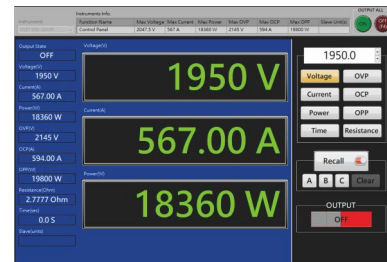 Instruments Info.
OUTPUT ALL
Instruments
Function Name Max Voltage Max Current Max Power Max OVP Max OCP Max OPP Slave Unit(s)
Control Panel 2047.5 V 567 A 18360 W 2145 V 594 A 19800 W
ON OFF
Output State
OFF
Voltage(V)
1950 V
Current(A)
567.00 A
Power(W)
18360 W
OVP(V)
2145 V
OCP(A)
594.00 A
OPP(W)
19800 W
Resistance(Ohm)
2.7777 Ohm
Time(sec)
0.0 S
Slave(units)
Voltage(V)
1950 V
Current(A)
567.00 A
Power(W)
18360 W
1950.0
Voltage OVP
Current OCP
Power OPP
Time Resistance
Recall
A B C Clear
OUTPUT
OFF